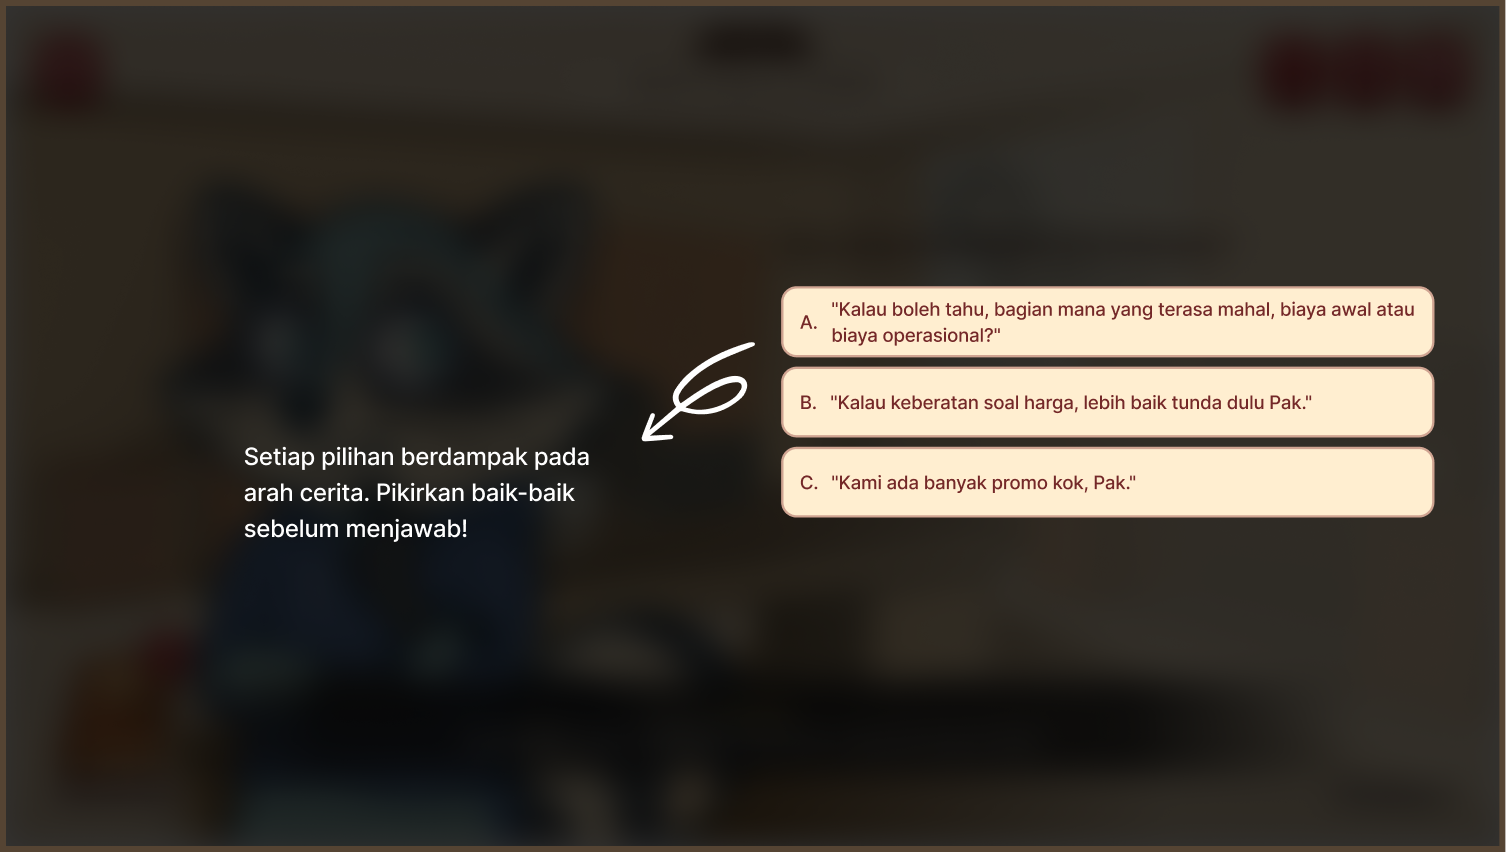 Setiap pilihan berdampak pada
arah cerita. Pikirkan baik-baik
sebelum menjawab!
A. "Kalau boleh tahu, bagian mana yang terasa mahal, biaya awal atau
biaya operasional?"
B. "Kalau keberatan soal harga, lebih baik tunda dulu Pak."
C. "Kami ada banyak promo kok, Pak."